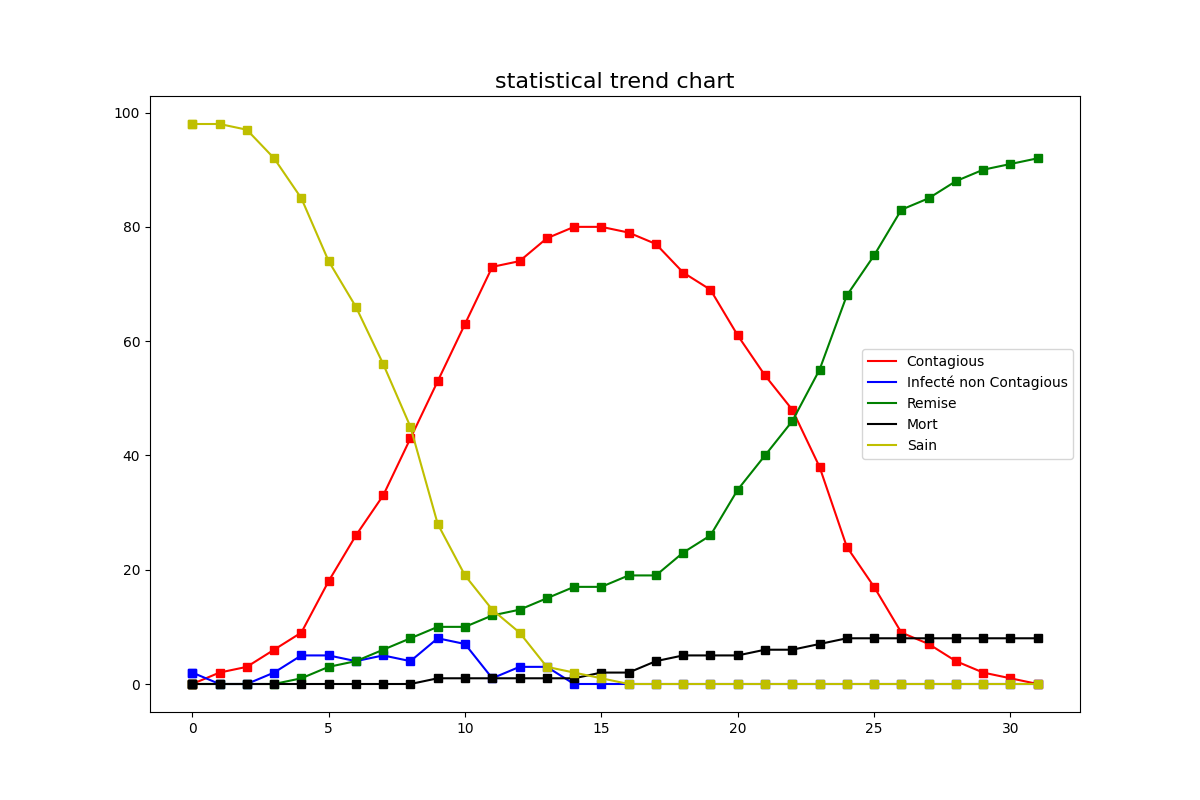 statistical trend chart
100
80
60
40
20
0
Contagious
Infecté non Contagious
Remise
Mort
Sain
0 5 10 15 20 25 30